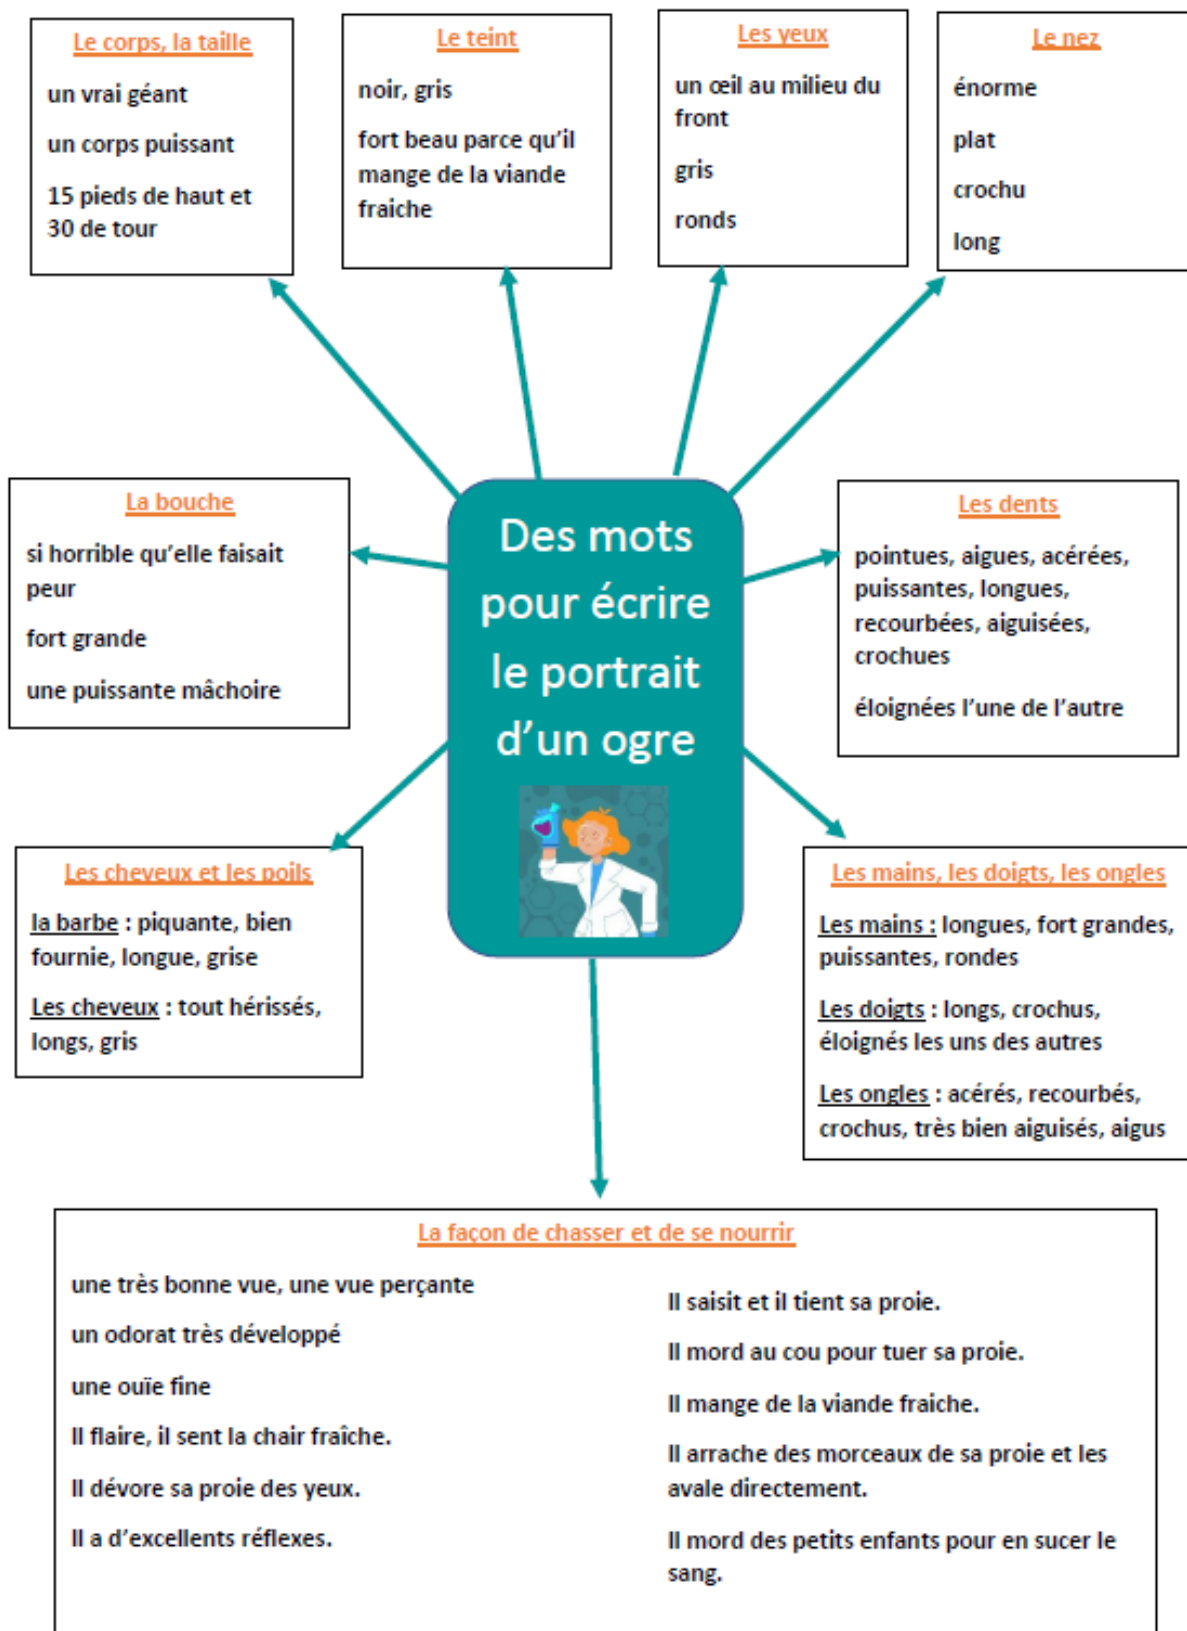 Le corps, la taille
un vrai géant
un corps puissant
15 pieds de haut et
30 de tour
Le teint
noir, gris
fort beau parce qu'il
mange de la viande
fraiche
Les yeux
un œil au milieu du
front
gris
ronds
Le nez
énorme
plat
crochu
long
La bouche
si horrible qu'elle faisait
peur
fort grande
une puissante mâchoire
Des mots
pour écrire
le portrait
d'un ogre
Les dents
pointues, aigues, acérées,
puissantes, longues,
recourbées, aiguisées,
crochues
éloignées l'une de l'autre
Les cheveux et les poils
la barbe : piquante, bien
fournie, longue, grise
Les cheveux : tout hérissés,
longs, gris
Les mains, les doigts, les ongles
Les mains : longues, fort grandes,
puissantes, rondes
Les doigts : longs, crochus,
éloignés les uns des autres
Les ongles : acérés, recourbés,
crochus, très bien aiguisés, aigus
La façon de chasser et de se nourrir
une très bonne vue, une vue perçante
un odorat très développé
une ouïe fine
Il flaire, il sent la chair fraîche.
Il dévore sa proie des yeux.
Il a d'excellents réflexes.
Il saisit et il tient sa proie.
Il mord au cou pour tuer sa proie.
Il mange de la viande fraiche.
Il arrache des morceaux de sa proie et les
avale directement.
Il mord des petits enfants pour en sucer le
sang.